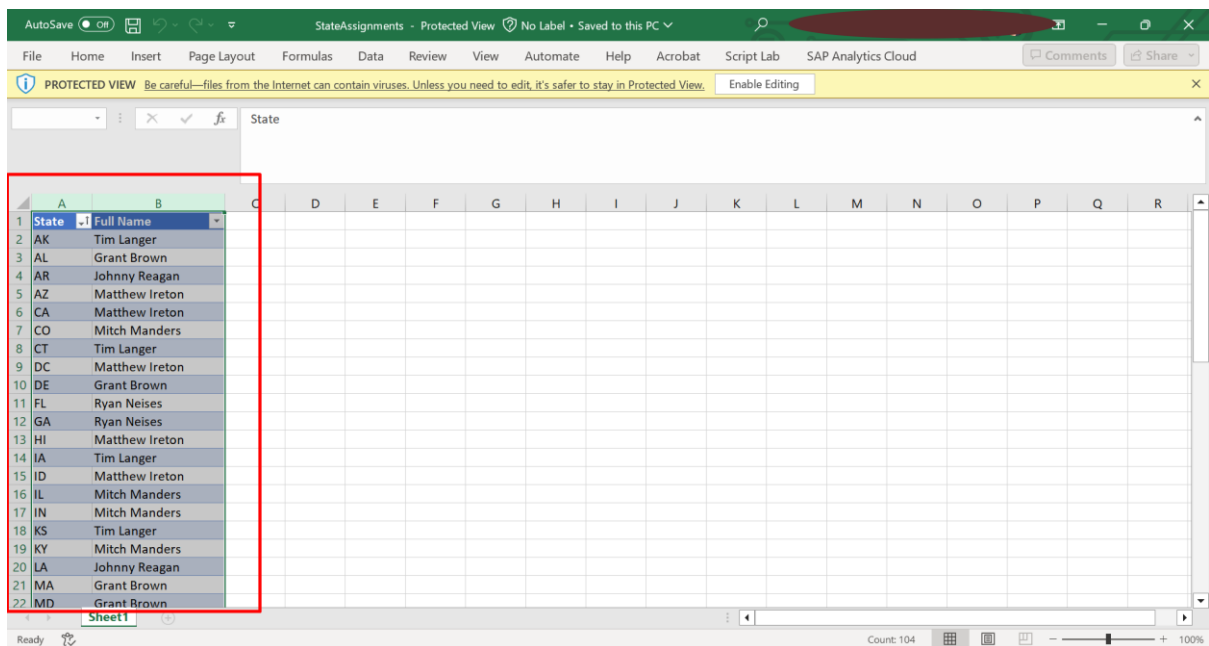 AutoSave Off StateAssignments - Protected View No Label • Saved to this PC
File Home Insert Page Layout Formulas Data Review View Automate Help Acrobat Script Lab SAP Analytics Cloud Comments Share
PROTECTED VIEW Be careful—files from the Internet can contain viruses. Unless you need to edit, it's safer to stay in Protected View. Enable Editing
fx State
A B C D E F G H I J K L M N O P Q R
1 State Full Name
2 AK Tim Langer
3 AL Grant Brown
4 AR Johnny Reagan
5 AZ Matthew Ireton
6 CA Matthew Ireton
7 CO Mitch Manders
8 CT Tim Langer
9 DC Matthew Ireton
10 DE Grant Brown
11 FL Ryan Neises
12 GA Ryan Neises
13 HI Matthew Ireton
14 IA Tim Langer
15 ID Matthew Ireton
16 IL Mitch Manders
17 IN Mitch Manders
18 KS Tim Langer
19 KY Mitch Manders
20 LA Johnny Reagan
21 MA Grant Brown
22 MD Grant Brown
Sheet1
Ready Count: 104 100%